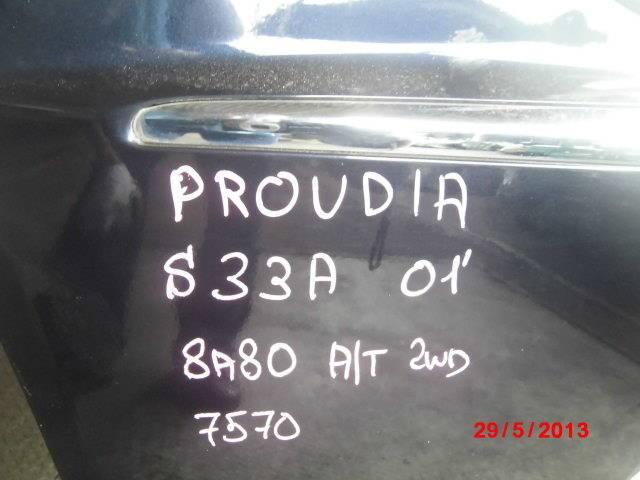 PROUDIA
S33A 01'
8A80 A/T 2WD
7570
29/5/2013